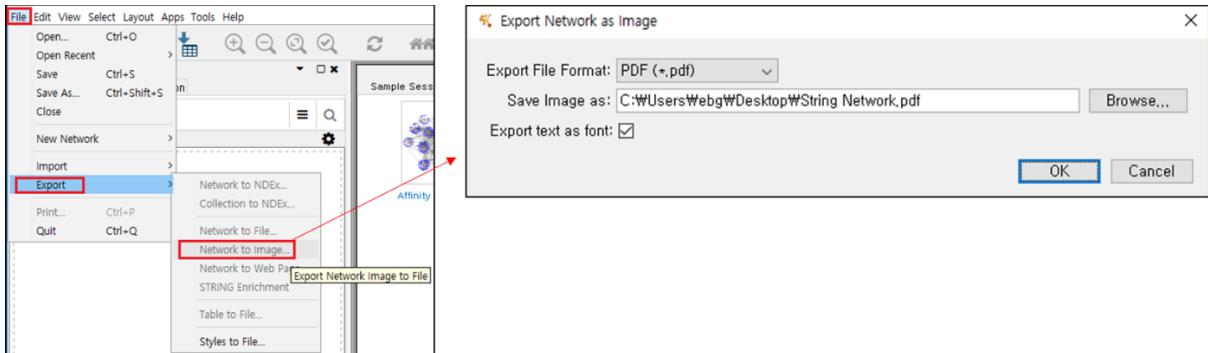 File Edit View Select Layout Apps Tools Help
Open... Ctrl+O
Open Recent >
Save Ctrl+S
Save As... Ctrl+Shift+S
Close
New Network >
Import >
Export >
Print... Ctrl+P
Quit Ctrl+Q
on
Sample Sess
Affinity
Network to NDEx...
Collection to NDEx...
Network to File...
Network to Image...
Network to Web Pa
Export Network Image to File
STRING Enrichment
Table to File...
Styles to File...
Export Network as Image
Export File Format: PDF (*.pdf)
Save Image as: C:₩Users₩ebg₩Desktop₩String Network.pdf Browse...
Export text as font:
OK Cancel